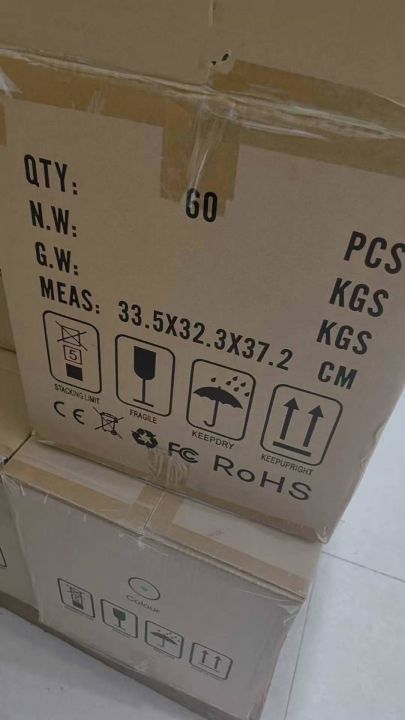 QTY: 60 PCS
N.W: KGS
G.W: KGS
MEAS: 33.5X32.3X37.2 CM
5
STACKING LIMIT FRAGILE KEEPDRY KEEPUPRIGHT
CE FC RoHS
Colour